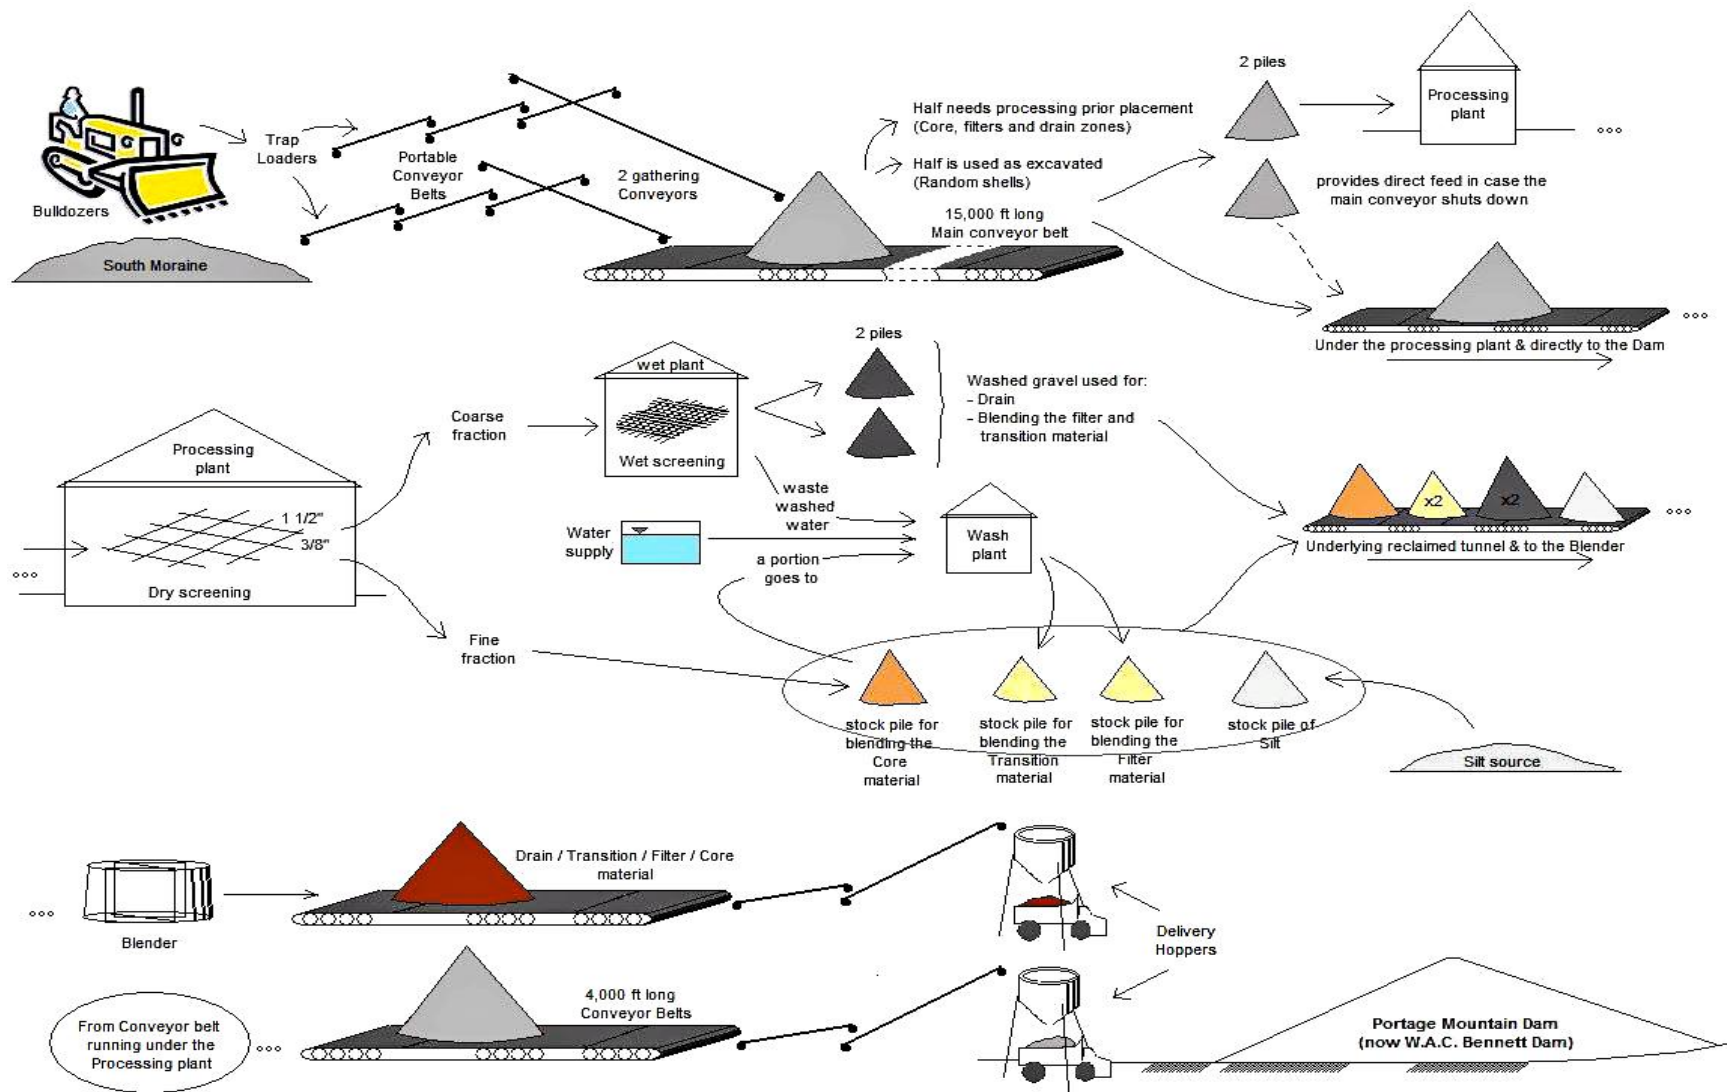 Bulldozers
South Moraine
Trap
Loaders
Portable
Conveyor
Belts
2 gathering
Conveyors
Half needs processing prior placement
(Core, filters and drain zones)
Half is used as excavated
(Random shells)
15,000 ft long
Main conveyor belt
2 piles
Processing
plant
provides direct feed in case the
main conveyor shuts down
Under the processing plant & directly to the Dam
Processing
plant
1 1/2"
3/8"
Dry screening
Coarse
fraction
Fine
fraction
wet plant
Wet screening
2 piles
Washed gravel used for:
- Drain
- Blending the filter and
transition material
waste
washed
water
Water
supply
a portion
goes to
Wash
plant
x2
x2
Underlying reclaimed tunnel & to the Blender
stock pile for
blending the
Core
material
stock pile for
blending the
Transition
material
stock pile for
blending the
Filter
material
stock pile of
Silt
Silt source
Blender
Drain / Transition / Filter / Core
material
Delivery
Hoppers
From Conveyor belt
running under the
Processing plant
4,000 ft long
Conveyor Belts
Portage Mountain Dam
(now W.A.C. Bennett Dam)